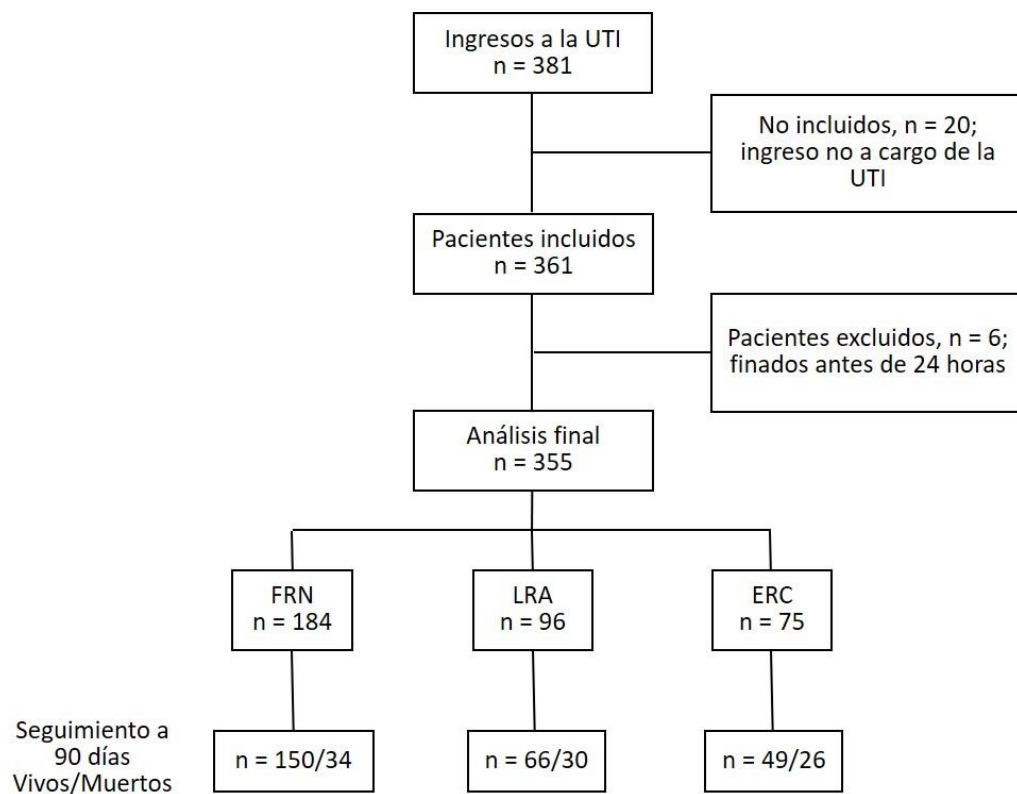 Ingresos a la UTI
n = 381
No incluidos, n = 20;
ingreso no a cargo de la
UTI
Pacientes incluidos
n = 361
Pacientes excluidos, n = 6;
finados antes de 24 horas
Análisis final
n = 355
FRN
n = 184
LRA
n = 96
ERC
n = 75
Seguimiento a
90 días
Vivos/Muertos
n = 150/34
n = 66/30
n = 49/26